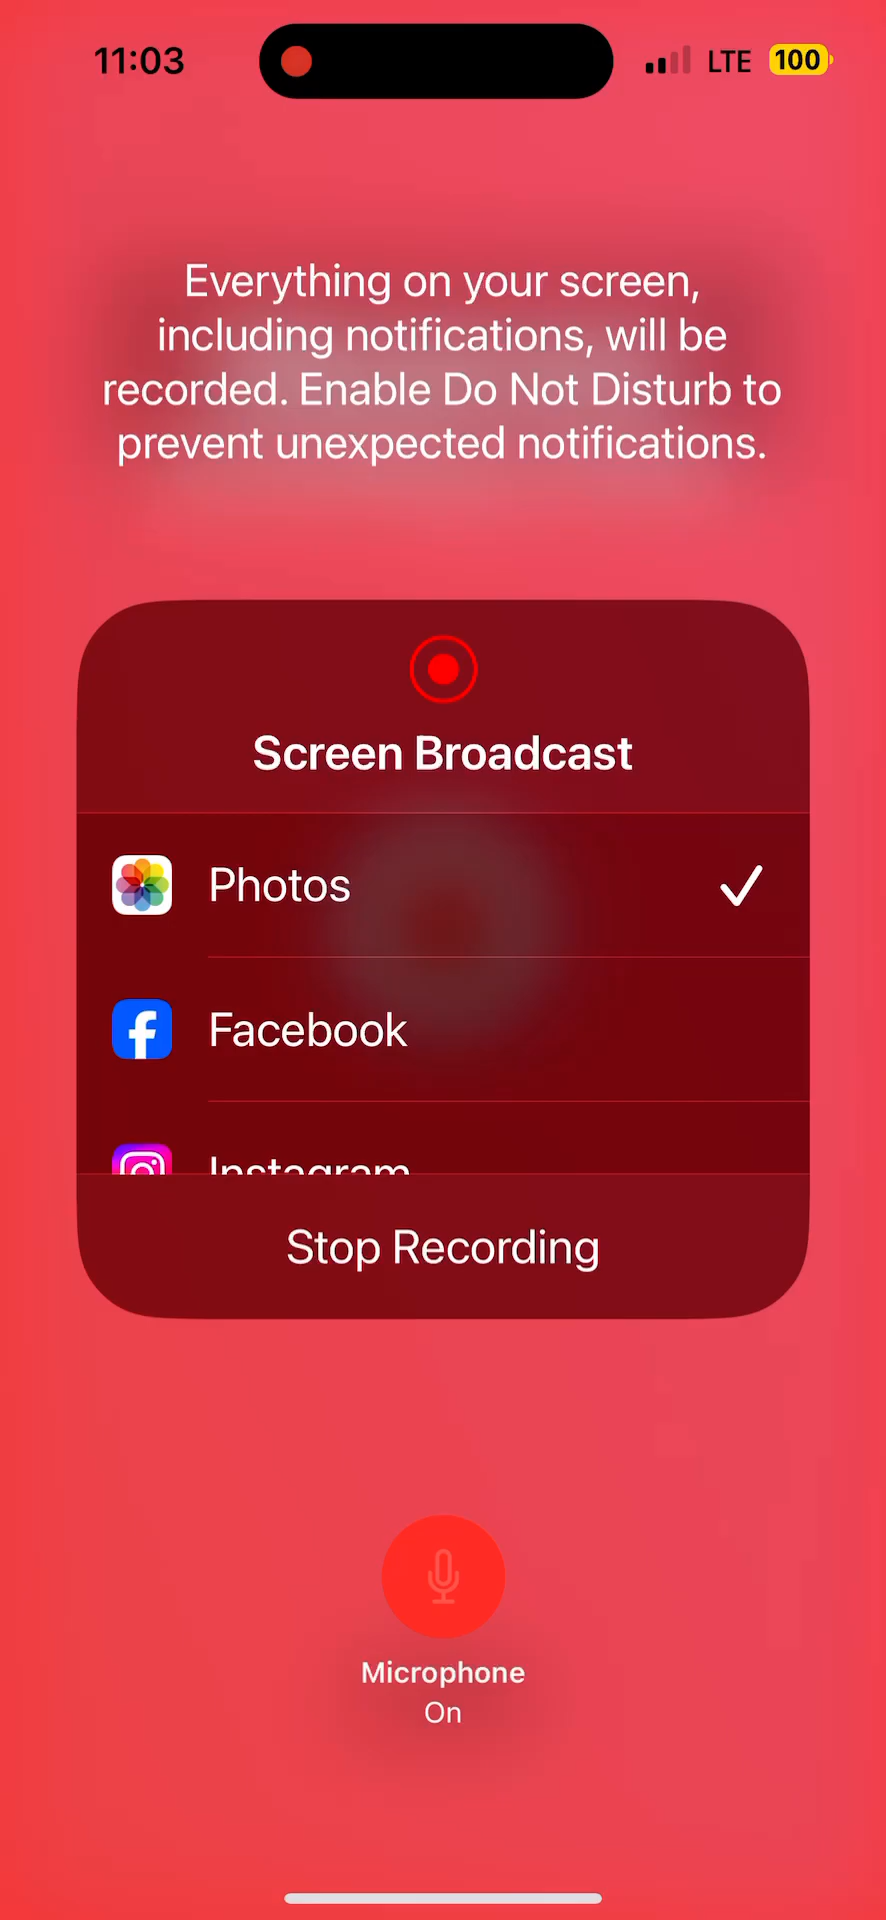 11:03
LTE
100
Everything on your screen,
including notifications, will be
recorded. Enable Do Not Disturb to
prevent unexpected notifications.
Screen Broadcast
Photos
Facebook
Instagram
Stop Recording
Microphone
On